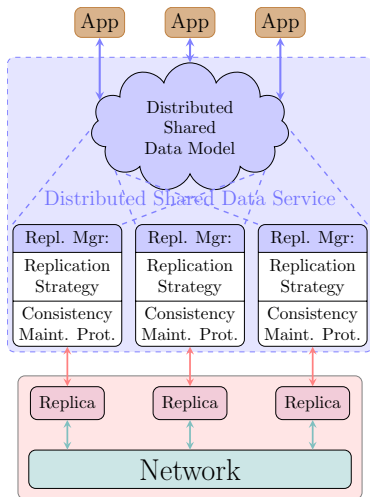 App App App
Distributed
Shared
Data Model
Distributed Shared Data Service
Repl. Mgr: Repl. Mgr: Repl. Mgr:
Replication Replication Replication
Strategy Strategy Strategy
Consistency Consistency Consistency
Maint. Prot. Maint. Prot. Maint. Prot.
Replica Replica Replica
Network